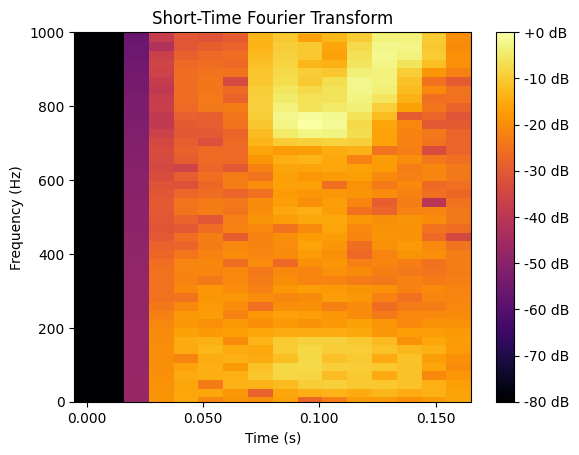 Short-Time Fourier Transform
1000
800
600
400
200
0
Frequency (Hz)
0.000
0.050
0.100
0.150
Time (s)
+0 dB
-10 dB
-20 dB
-30 dB
-40 dB
-50 dB
-60 dB
-70 dB
-80 dB